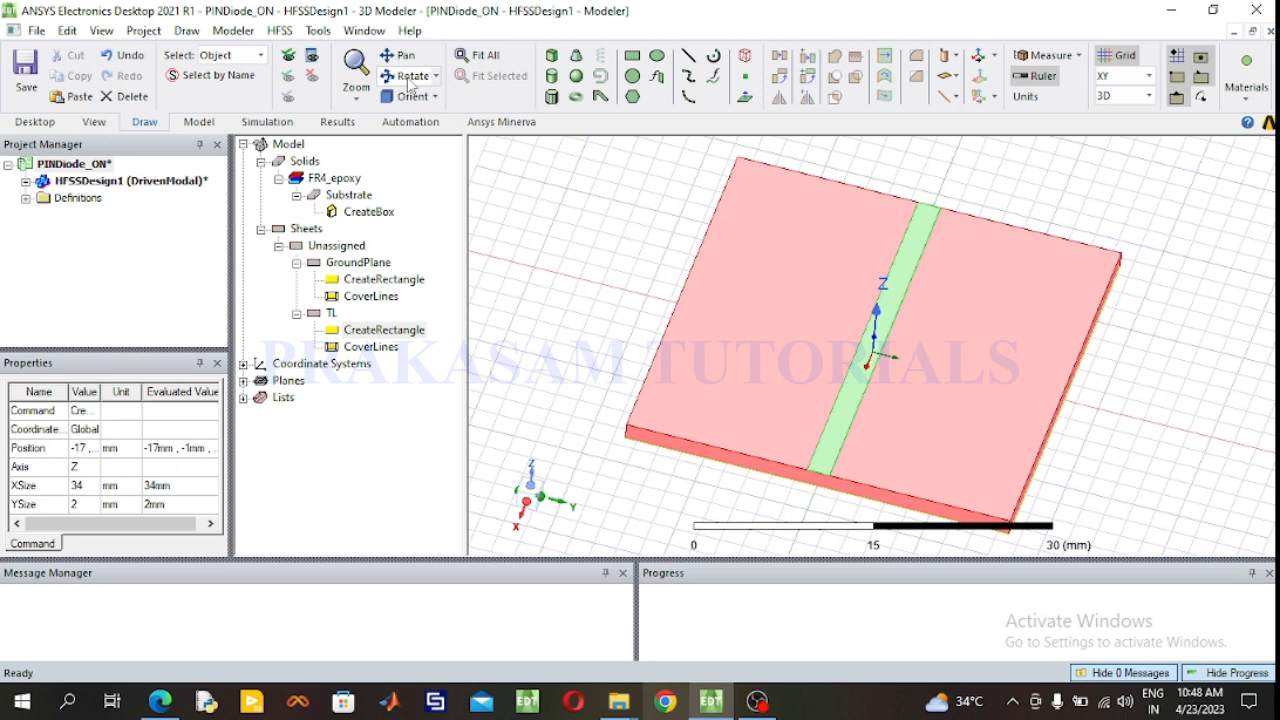 ANSYS Electronics Desktop 2021 R1 - PINDiode_ON - HFSSDesign1 - 3D Modeler - [PINDiode_ON - HFSSDesign1 - Modeler]
File Edit View Project Draw Modeler HFSS Tools Window Help
Save Cut Undo Select: Object Zoom Pan Fit All Measure Grid Materials
Copy Redo Select by Name Rotate Fit Selected Ruler XY
Paste Delete Orient Units 3D
Desktop View Draw Model Simulation Results Automation Ansys Minerva
Project Manager
PINDiode_ON*
HFSSDesign1 (DrivenModal)*
Definitions
Model
Solids
FR4_epoxy
Substrate
CreateBox
Sheets
Unassigned
GroundPlane
CreateRectangle
CoverLines
TL
CreateRectangle
CoverLines
Coordinate Systems
Planes
Lists
Properties
Name Value Unit Evaluated Value
Command Cre...
Coordinate... Global
Position -17 ,... mm -17mm , -1mm , ...
Axis Z
XSize 34 mm 34mm
YSize 2 mm 2mm
Command
Z
Z
Y
X
0 15 30 (mm)
PRAKASAM TUTORIALS
Message Manager
Progress
Activate Windows
Go to Settings to activate Windows.
Ready
Hide 0 Messages Hide Progress
34°C
ENG
IN
10:48 AM
4/23/2023